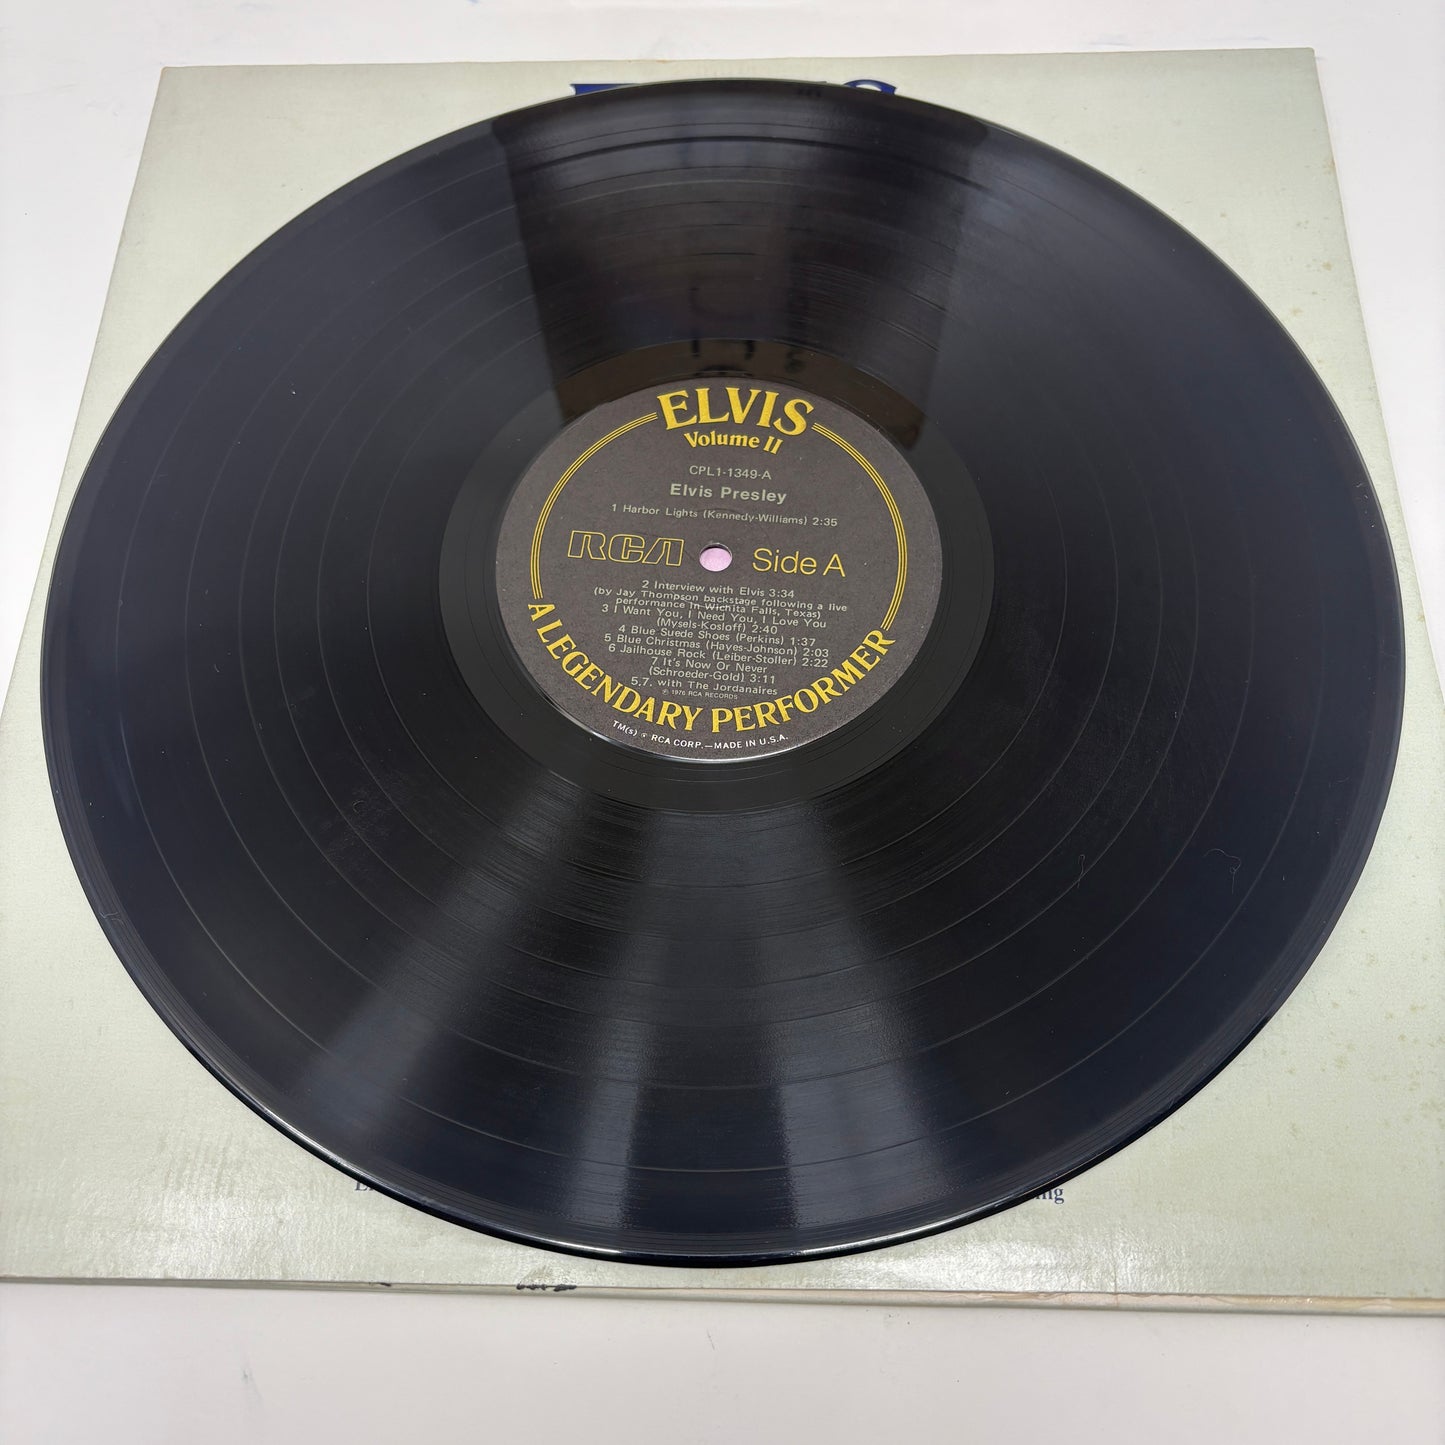 ELVIS
Volume II
CPL1-1349-A
Elvis Presley
1 Harbor Lights (Kennedy-Williams) 2:35
RCA
Side A
2 Interview with Elvis 3:34
(by Jay Thompson backstage following a live
performance in Wichita Falls, Texas)
3 I Want You, I Need You, I Love You
(Mysels-Kosloff) 2:40
4 Blue Suede Shoes (Perkins) 1:37
5 Blue Christmas (Hayes-Johnson) 2:03
6 Jailhouse Rock (Leiber-Stoller) 2:22
7 It's Now Or Never
(Schroeder-Gold) 3:11
5.7. with The Jordanaires
℗ 1976 RCA RECORDS
A LEGENDARY PERFORMER
TM(s) ® RCA CORP.—MADE IN U.S.A.